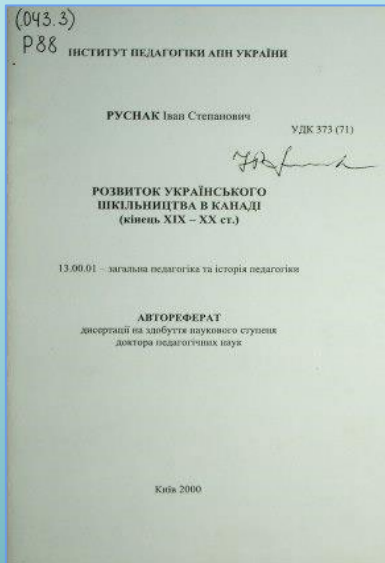 (043.3)
Р88
ІНСТИТУТ ПЕДАГОГІКИ АПН УКРАЇНИ
РУСНАК Іван Степанович
УДК 373 (71)
РОЗВИТОК УКРАЇНСЬКОГО
ШКІЛЬНИЦТВА В КАНАДІ
(кінець ХІХ – ХХ ст.)
13.00.01 – загальна педагогіка та історія педагогіки
АВТОРЕФЕРАТ
дисертації на здобуття наукового ступеня
доктора педагогічних наук
Київ 2000